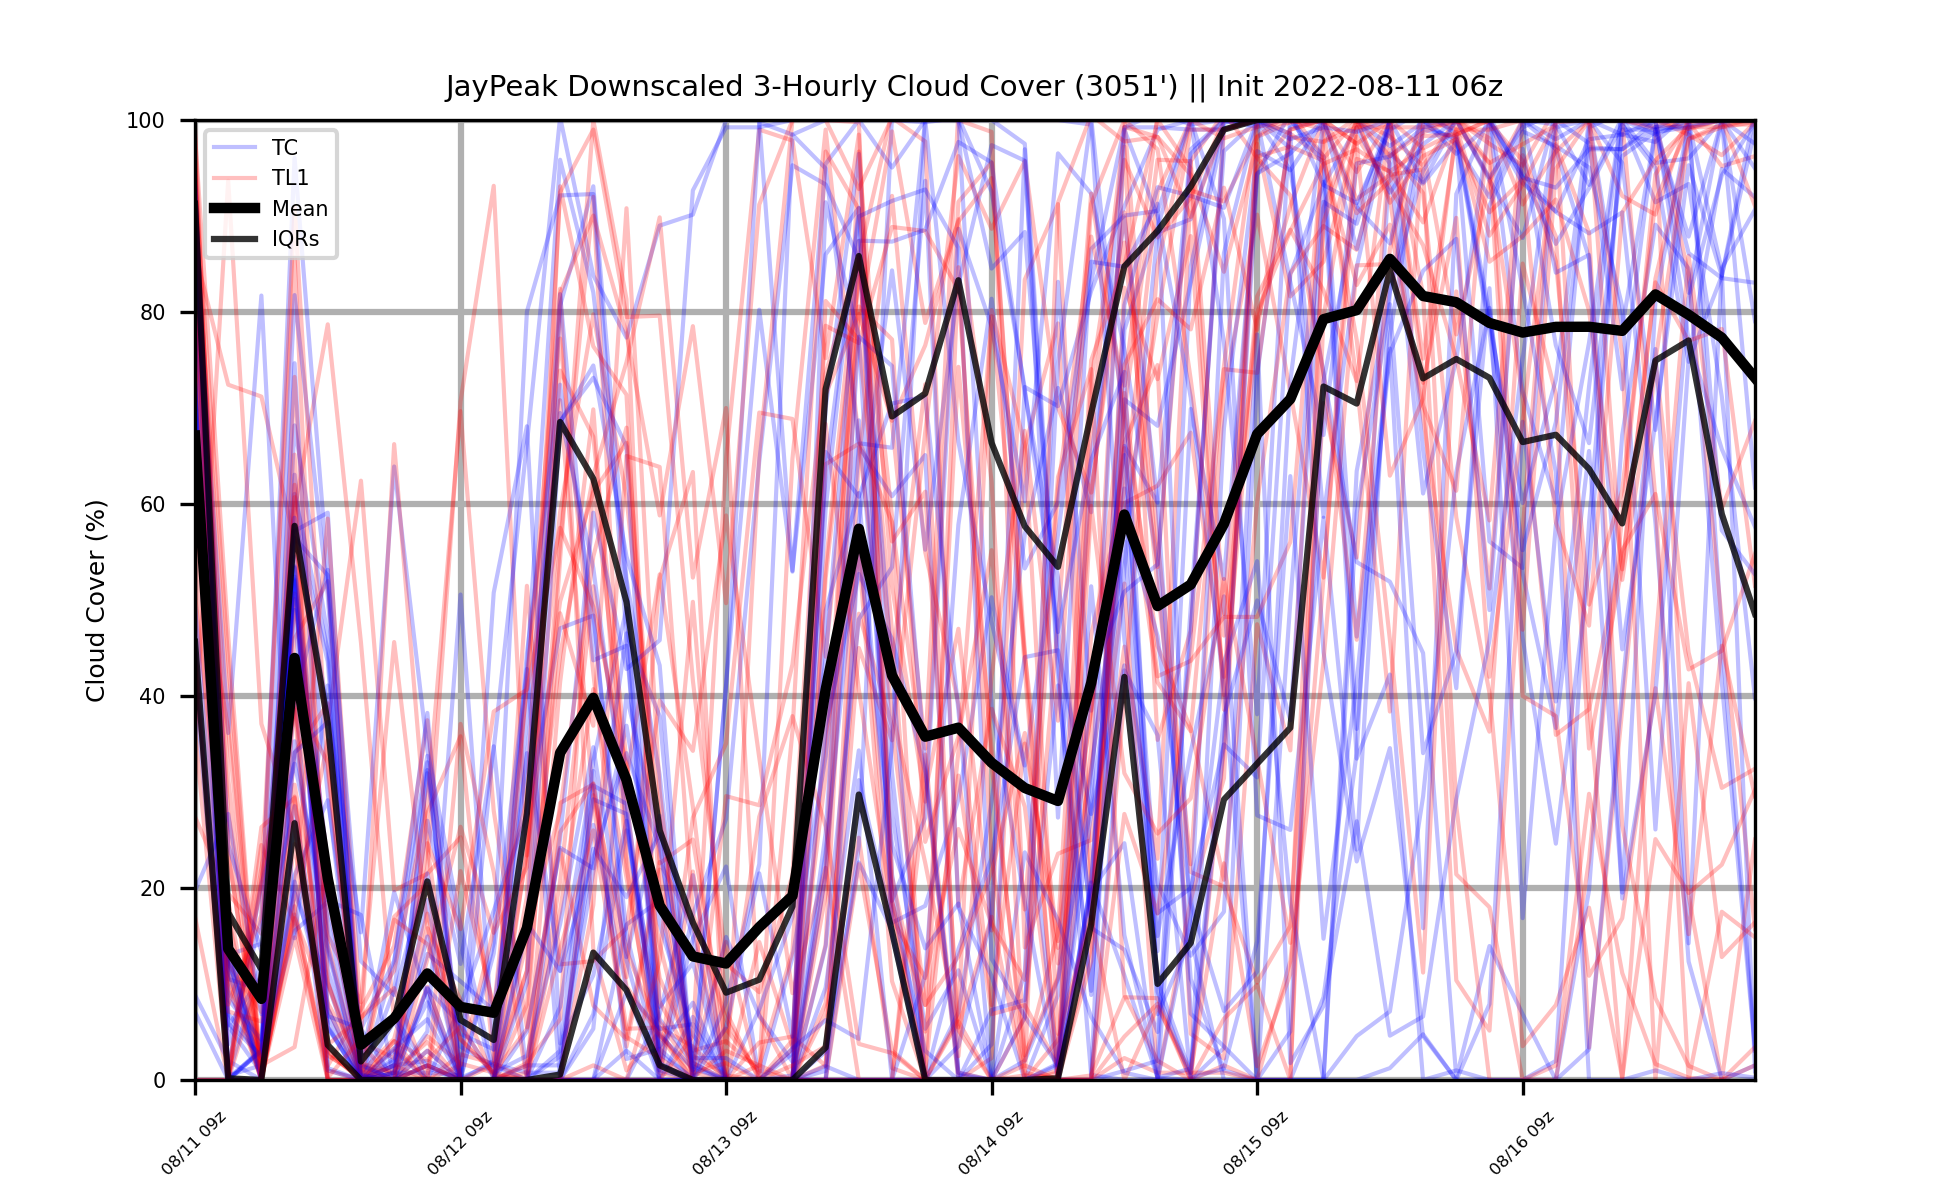 JayPeak Downscaled 3-Hourly Cloud Cover (3051') || Init 2022-08-11 06z
TC
TL1
Mean
IQRs
Cloud Cover (%)
100
80
60
40
20
0
08/11 09z
08/12 09z
08/13 09z
08/14 09z
08/15 09z
08/16 09z